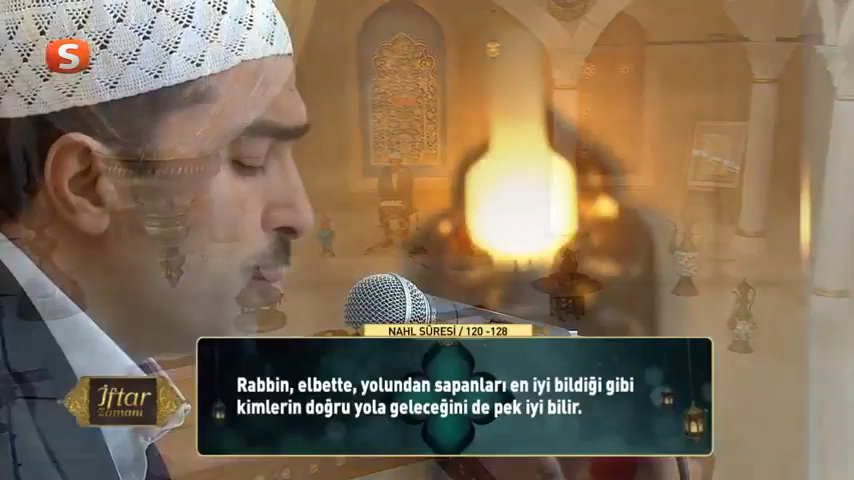 S
NAHL SÛRESİ / 120 -128
Rabbin, elbette, yolundan sapanları en iyi bildiği gibi
kimlerin doğru yola geleceğini de pek iyi bilir.
İftar
zamanı